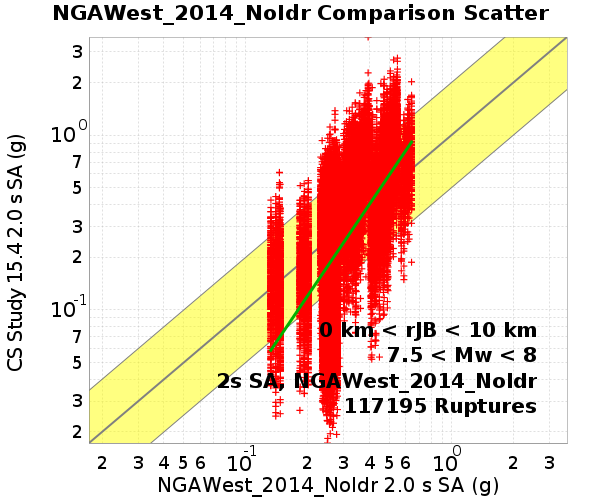 NGAWest_2014_NoIdr Comparison Scatter
3
2
10^0
7
5
3
2
10^-1
7
5
3
2
CS Study 15.4 2.0 s SA (g)
0 km < rJB < 10 km
7.5 < Mw < 8
2s SA, NGAWest_2014_NoIdr
117195 Ruptures
2 3 4 5 6 10^-1 2 3 4 5 6 10^0 2 3
NGAWest_2014_NoIdr 2.0 s SA (g)